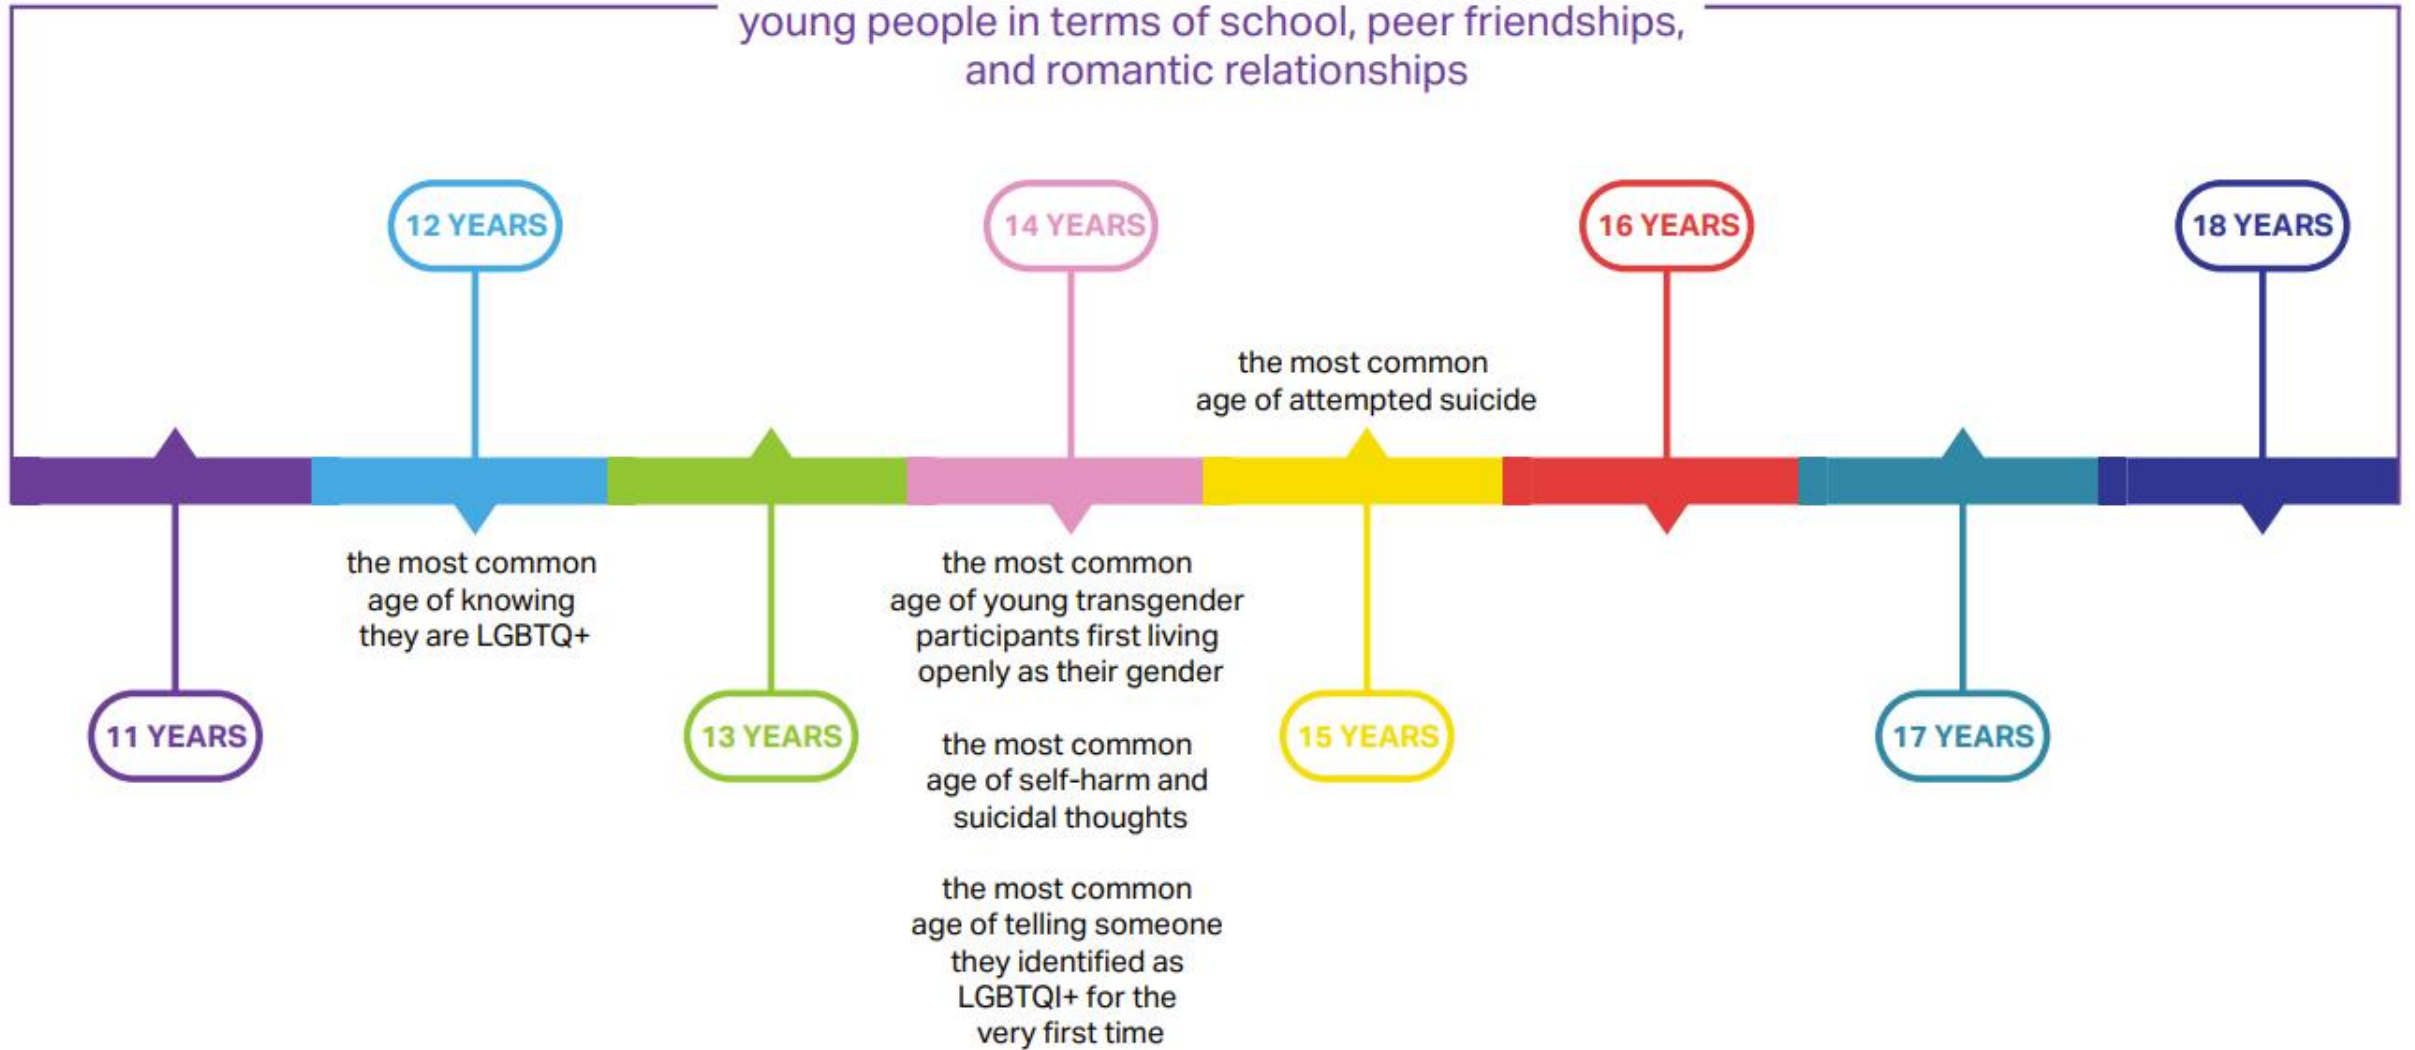 young people in terms of school, peer friendships,
and romantic relationships
12 YEARS
14 YEARS
16 YEARS
18 YEARS
the most common
age of attempted suicide
the most common
age of knowing
they are LGBTQ+
the most common
age of young transgender
participants first living
openly as their gender
the most common
age of self-harm and
suicidal thoughts
the most common
age of telling someone
they identified as
LGBTQI+ for the
very first time
11 YEARS
13 YEARS
15 YEARS
17 YEARS